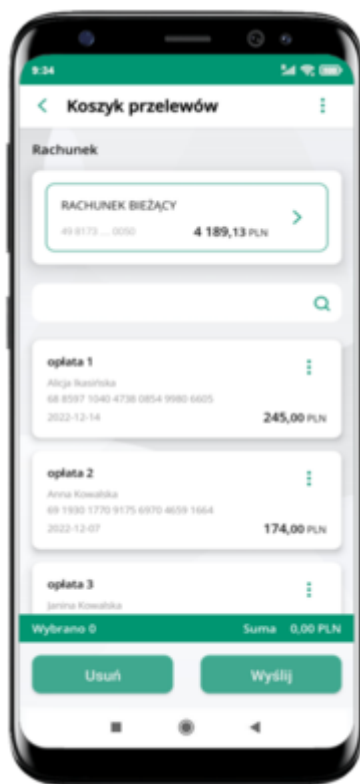 9:34
Koszyk przelewów
Rachunek
RACHUNEK BIEŻĄCY
49 8173 ... 0050 4 189,13 PLN
opłata 1
Alicja Ikasińska
68 8597 1040 4738 0854 9980 6605
2022-12-14 245,00 PLN
opłata 2
Anna Kowalska
69 1930 1770 9175 6970 4659 1664
2022-12-07 174,00 PLN
opłata 3
Janina Kowalska
Wybrano 0 Suma 0,00 PLN
Usuń Wyślij